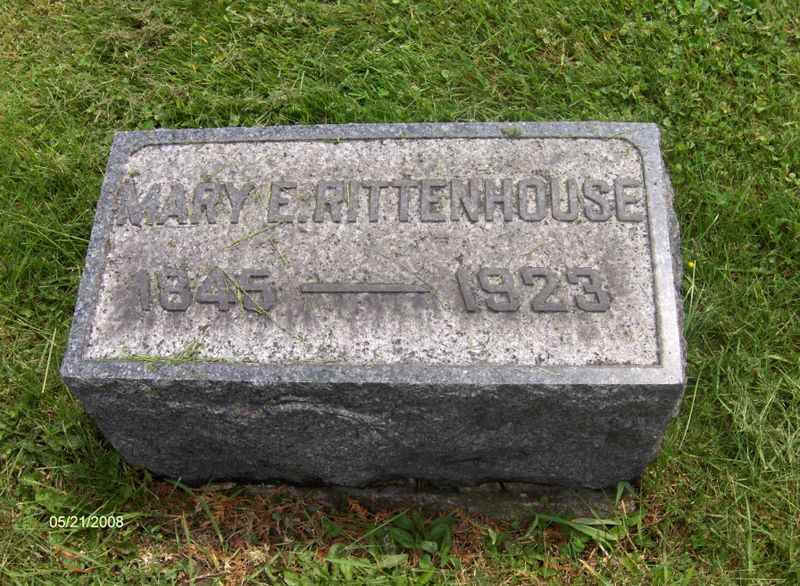 MARY E. RITTENHOUSE
1845 — 1923
05/21/2008